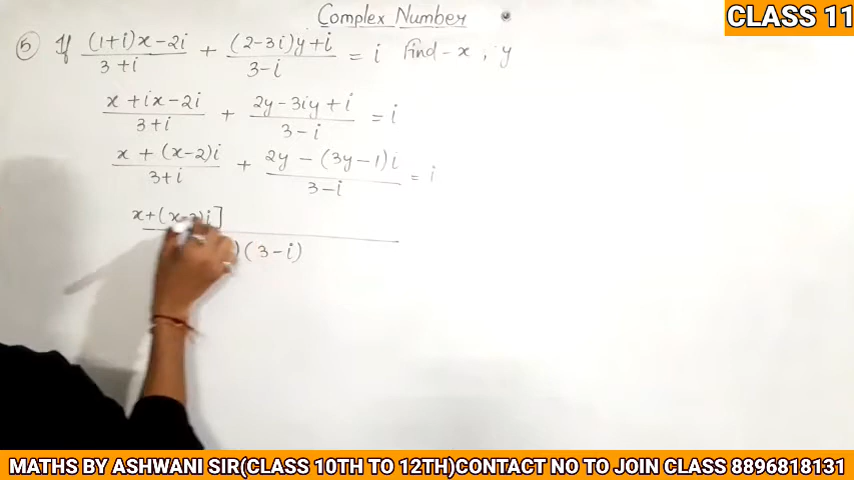 Complex Number
CLASS 11
5 If ((1+i)x-2i)/(3+i) + ((2-3i)y+i)/(3-i) = i Find - x, y
(x+ix-2i)/(3+i) + (2y-3iy+i)/(3-i) = i
(x+(x-2)i)/(3+i) + (2y-(3y-1)i)/(3-i) = i
x+(x-2)i]
)(3-i)
MATHS BY ASHWANI SIR(CLASS 10TH TO 12TH)CONTACT NO TO JOIN CLASS 8896818131